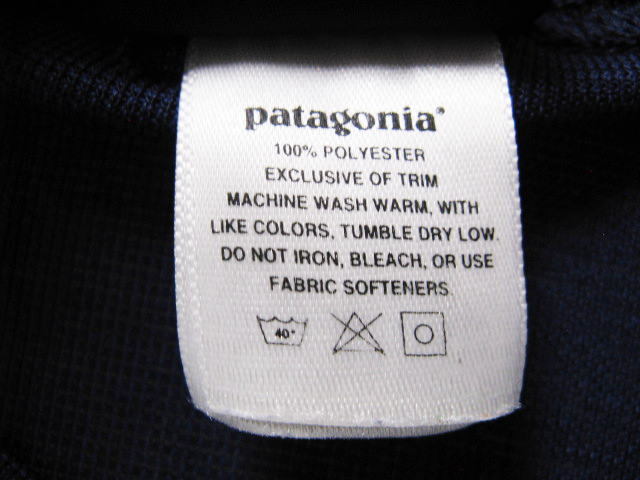 patagonia®
100% POLYESTER
EXCLUSIVE OF TRIM
MACHINE WASH WARM, WITH
LIKE COLORS, TUMBLE DRY LOW.
DO NOT IRON, BLEACH, OR USE
FABRIC SOFTENERS
40°